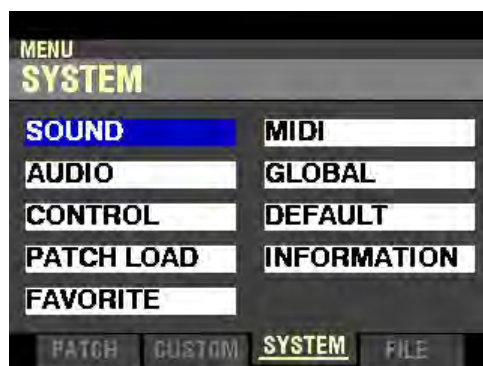 MENU
SYSTEM
SOUND MIDI
AUDIO GLOBAL
CONTROL DEFAULT
PATCH LOAD INFORMATION
FAVORITE
PATCH CUSTOM SYSTEM FILE